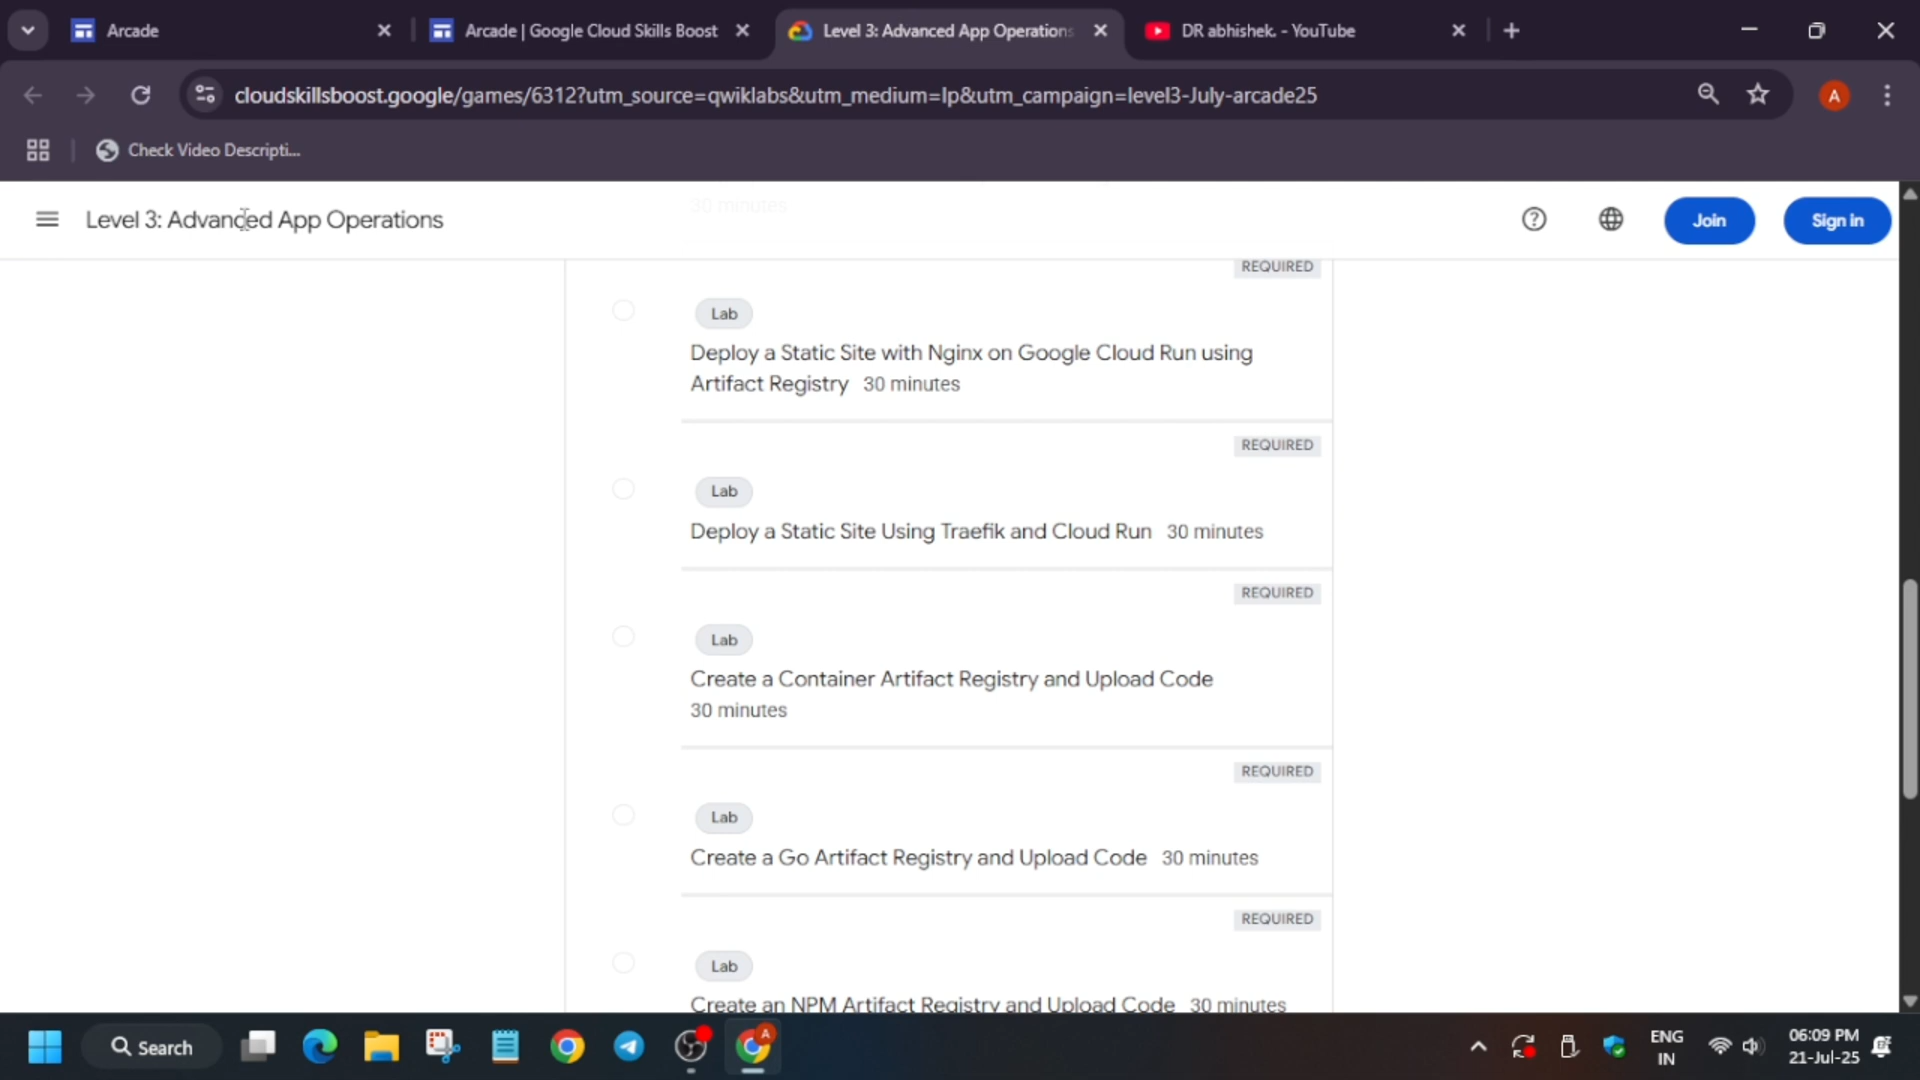 Arcade
Arcade | Google Cloud Skills Boost
Level 3: Advanced App Operations
DR abhishek. - YouTube
cloudskillsboost.google/games/6312?utm_source=qwiklabs&utm_medium=lp&utm_campaign=level3-July-arcade25
A
Check Video Descripti...
Level 3: Advanced App Operations
30 minutes
Join
Sign in
REQUIRED
Lab
Deploy a Static Site with Nginx on Google Cloud Run using
Artifact Registry 30 minutes
REQUIRED
Lab
Deploy a Static Site Using Traefik and Cloud Run 30 minutes
REQUIRED
Lab
Create a Container Artifact Registry and Upload Code
30 minutes
REQUIRED
Lab
Create a Go Artifact Registry and Upload Code 30 minutes
REQUIRED
Lab
Create an NPM Artifact Registry and Upload Code 30 minutes
Search
A
ENG
IN
06:09 PM
21-Jul-25